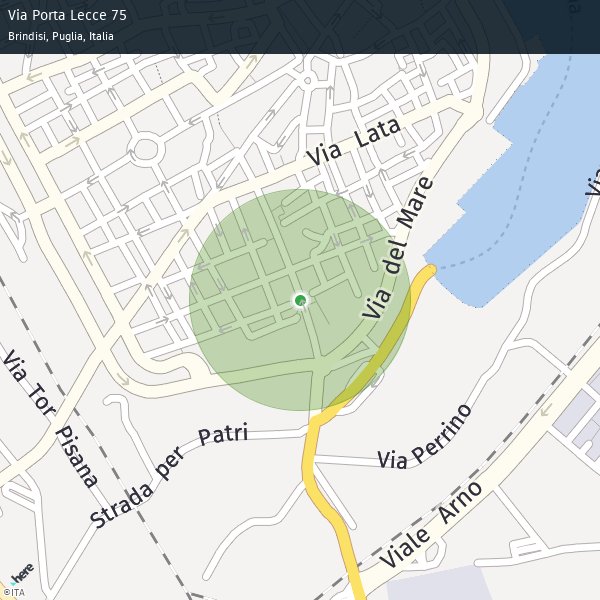 Via Porta Lecce 75
Brindisi, Puglia, Italia
Via Lata
Via del Mare
Via Tor Pisana
Strada per Patri
Via Perrino
Viale Arno
here
©ITA